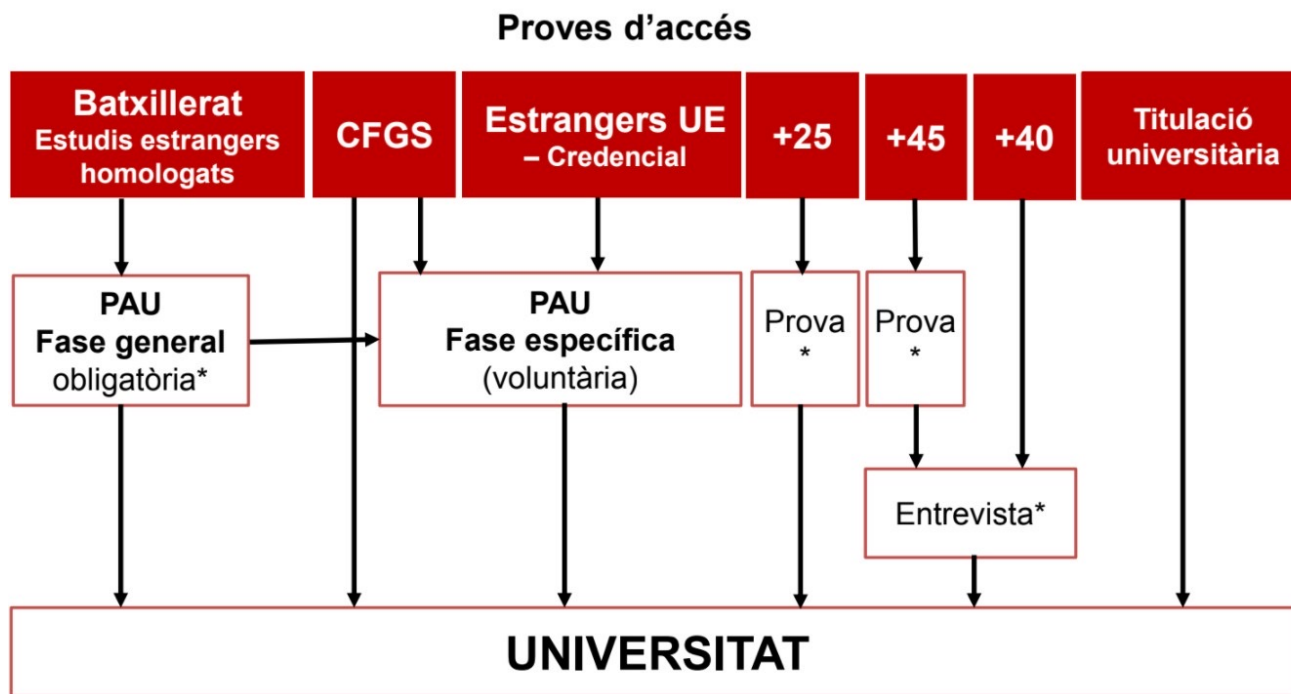 Proves d’accés
Batxillerat
Estudis estrangers
homologats
CFGS
Estrangers UE
– Credencial
+25
+45
+40
Titulació
universitària
PAU
Fase general
obligatòria*
PAU
Fase específica
(voluntària)
Prova
*
Prova
*
Entrevista*
UNIVERSITAT